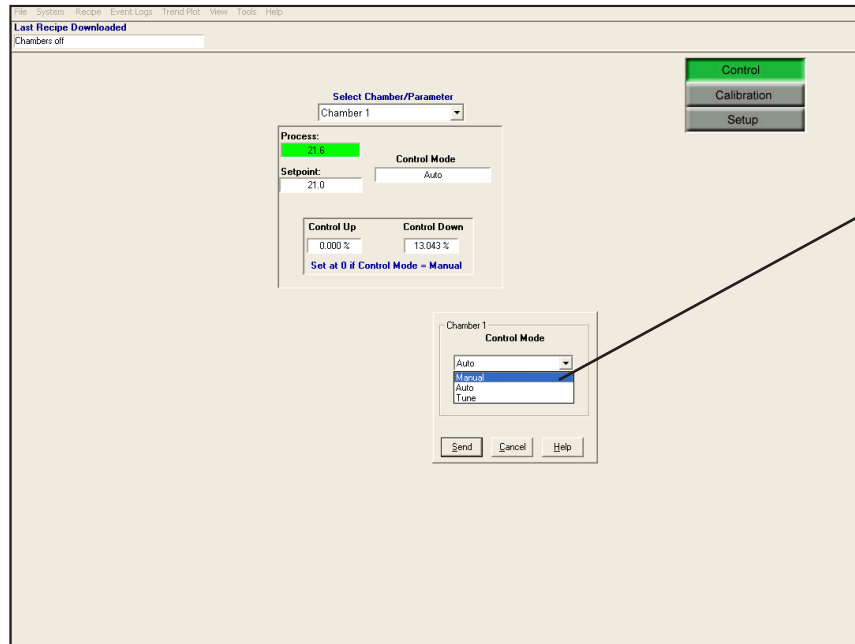 File System Recipe Event Logs Trend Plot View Tools Help
Last Recipe Downloaded
Chambers off
Control
Calibration
Setup
Select Chamber/Parameter
Chamber 1
Process:
21.6
Control Mode
Auto
Setpoint:
21.0
Control Up Control Down
0.000 % 13.043 %
Set at 0 if Control Mode = Manual
Chamber 1
Control Mode
Auto
Manual
Auto
Tune
Send Cancel Help